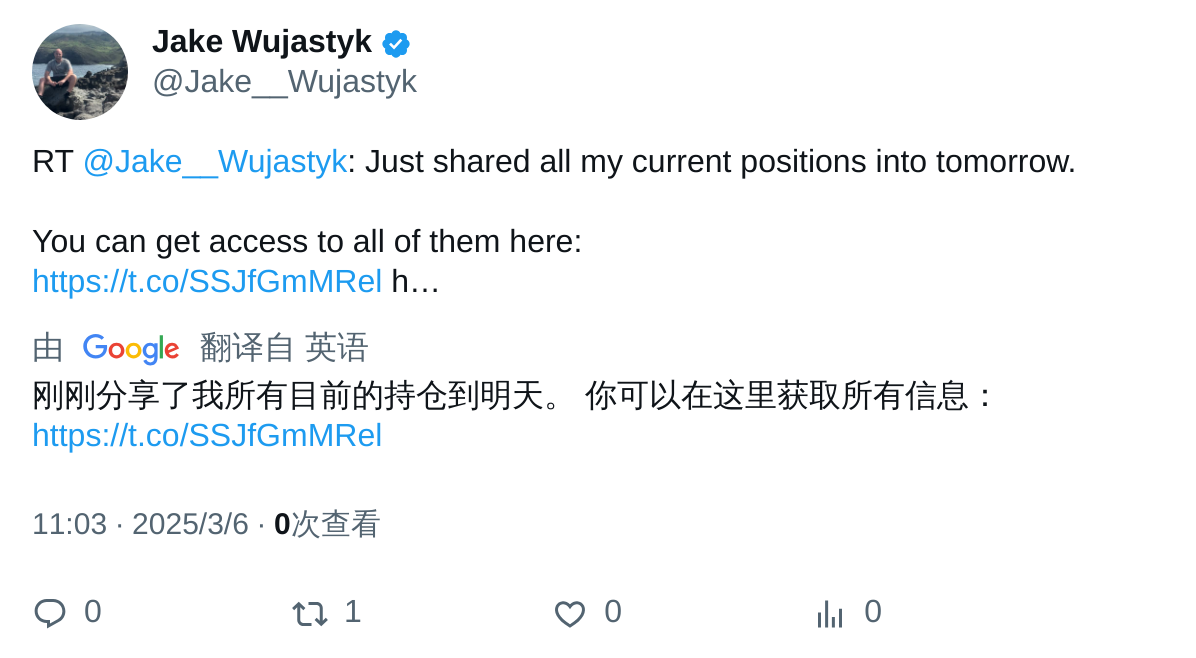 Jake Wujastyk
@Jake__Wujastyk
RT @Jake__Wujastyk: Just shared all my current positions into tomorrow.
You can get access to all of them here:
https://t.co/SSJfGmMRel h…
由 Google 翻译自 英语
刚刚分享了我所有目前的持仓到明天。 你可以在这里获取所有信息：
https://t.co/SSJfGmMRel
11:03 · 2025/3/6 · 0次查看
0 1 0 0